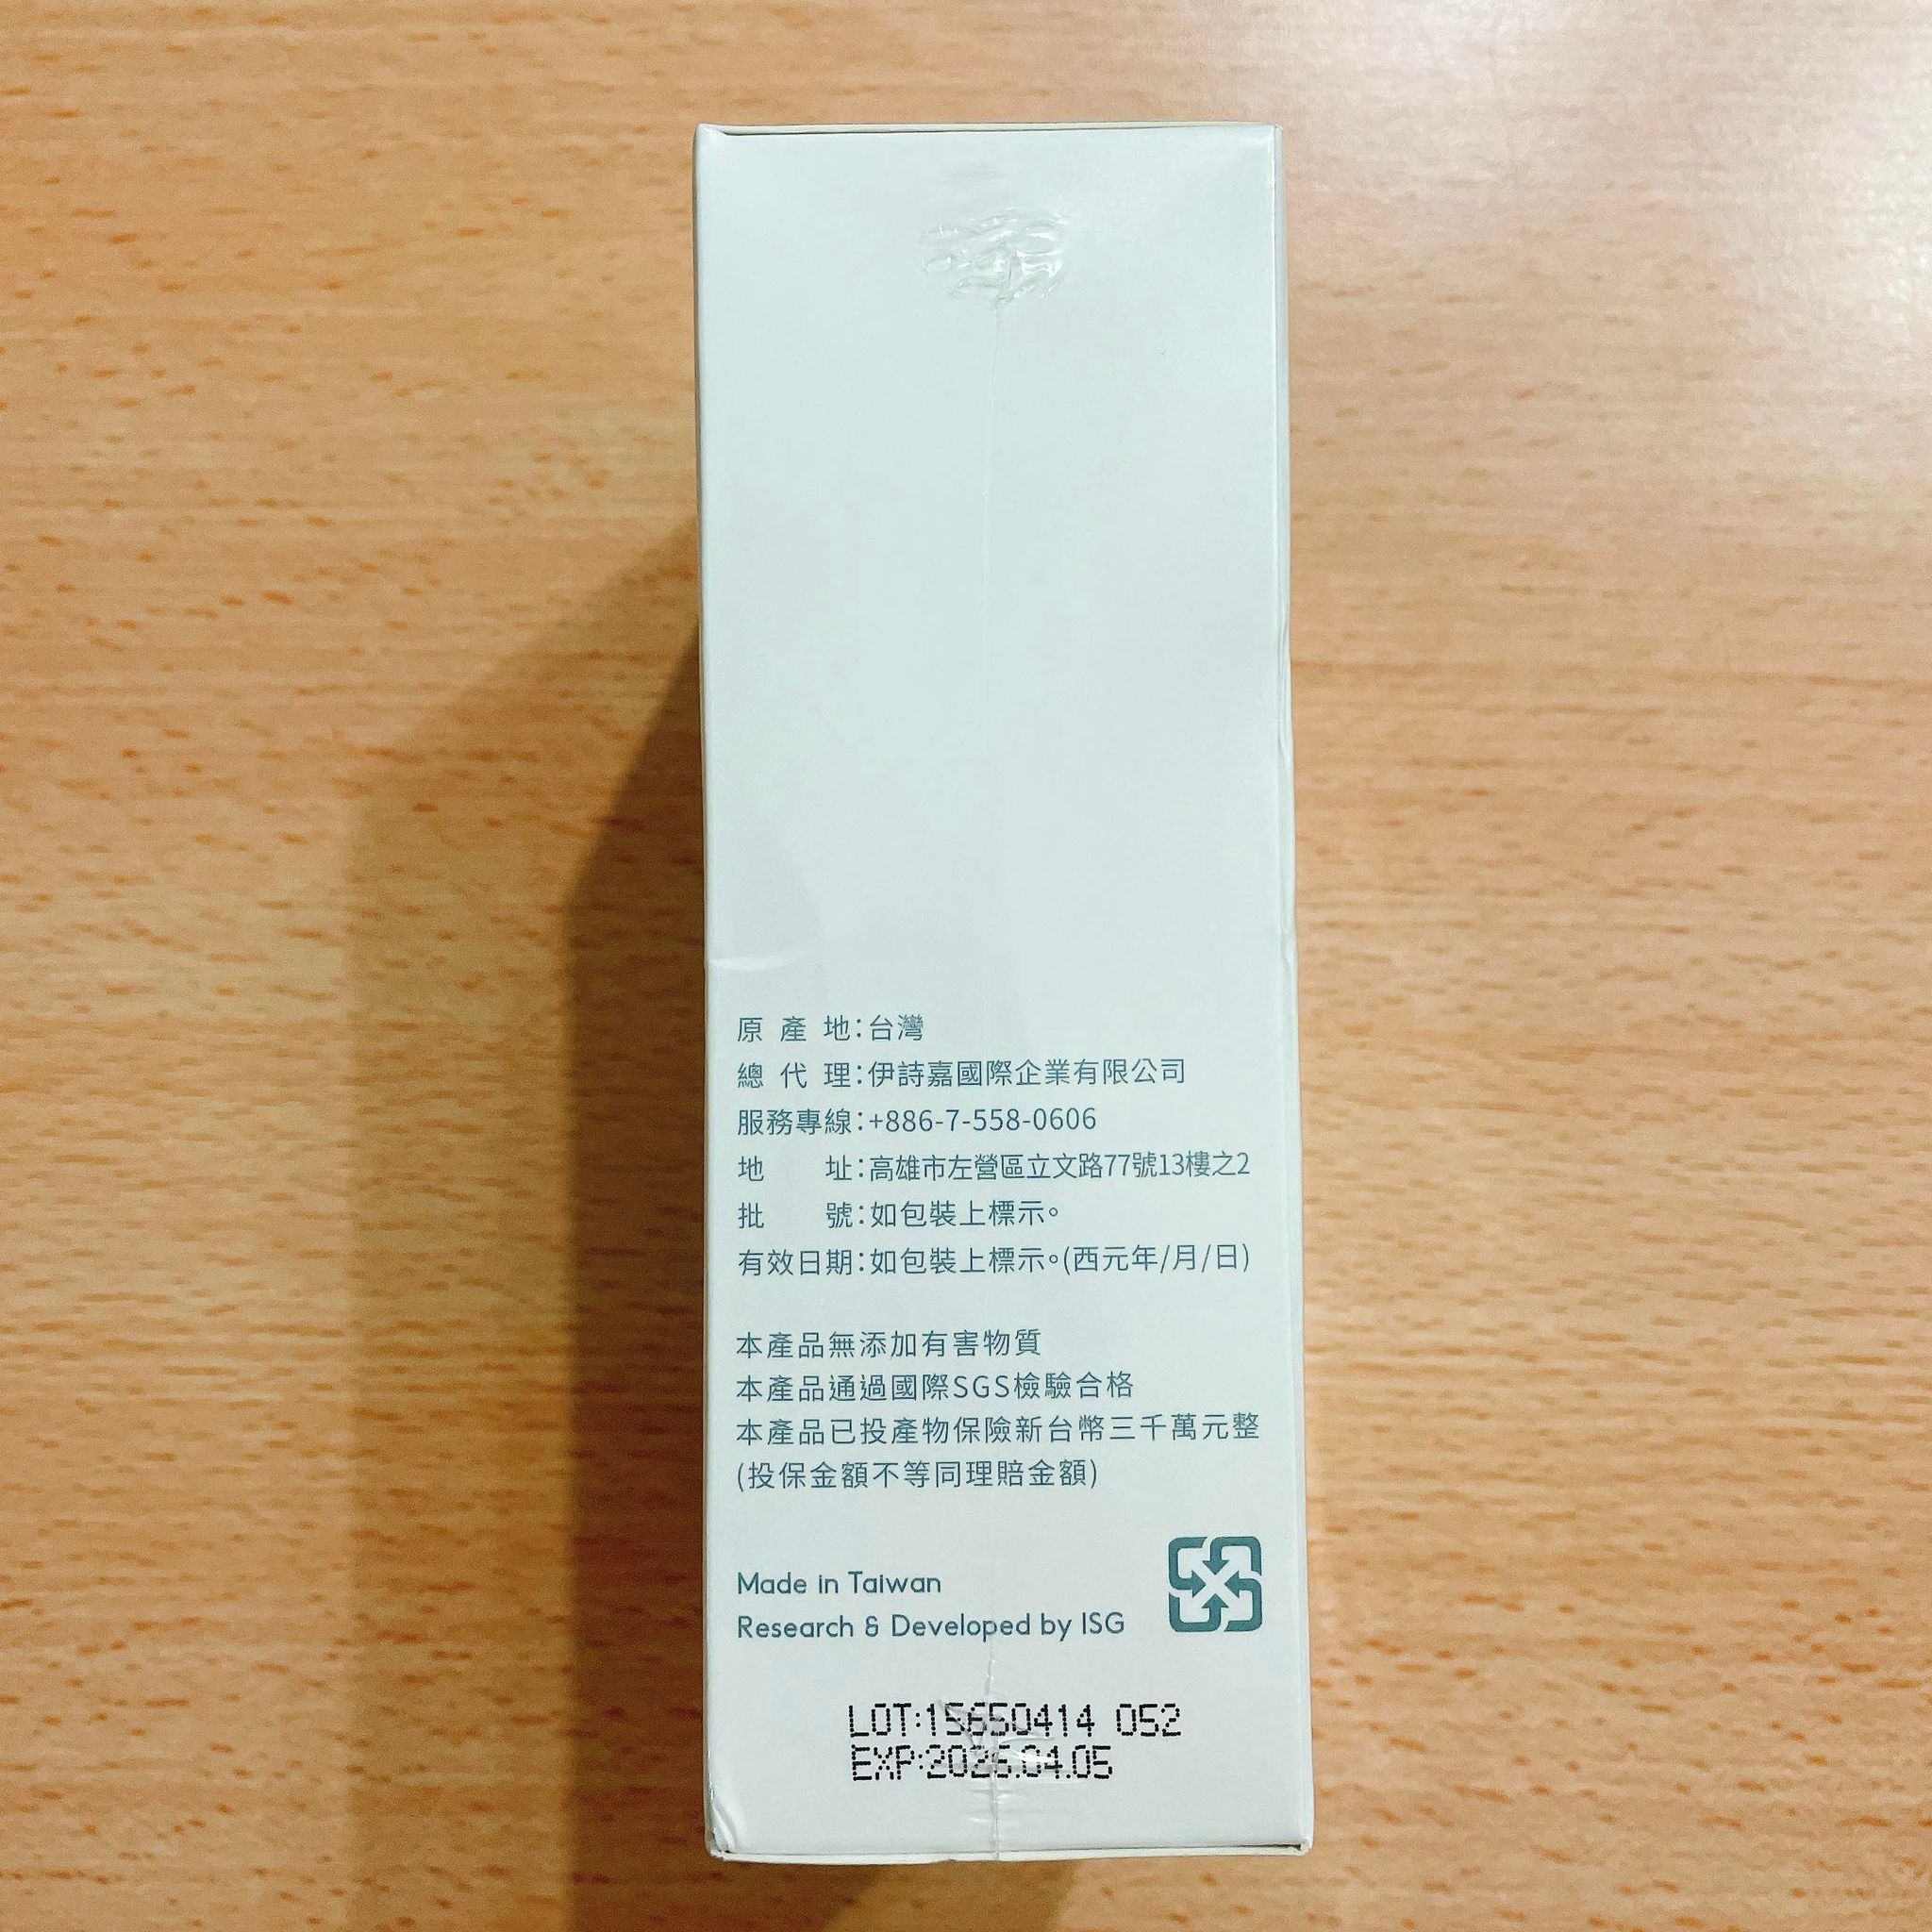 原產地:台灣
總代理:伊詩嘉國際企業有限公司
服務專線:+886-7-558-0606
地址:高雄市左營區立文路77號13樓之2
批號:如包裝上標示。
有效日期:如包裝上標示。(西元年/月/日)
本產品無添加有害物質
本產品通過國際SGS檢驗合格
本產品已投產物保險新台幣三千萬元整
(投保金額不等同理賠金額)
Made in Taiwan
Research & Developed by ISG
LOT:15650414 052
EXP:2026.04.05